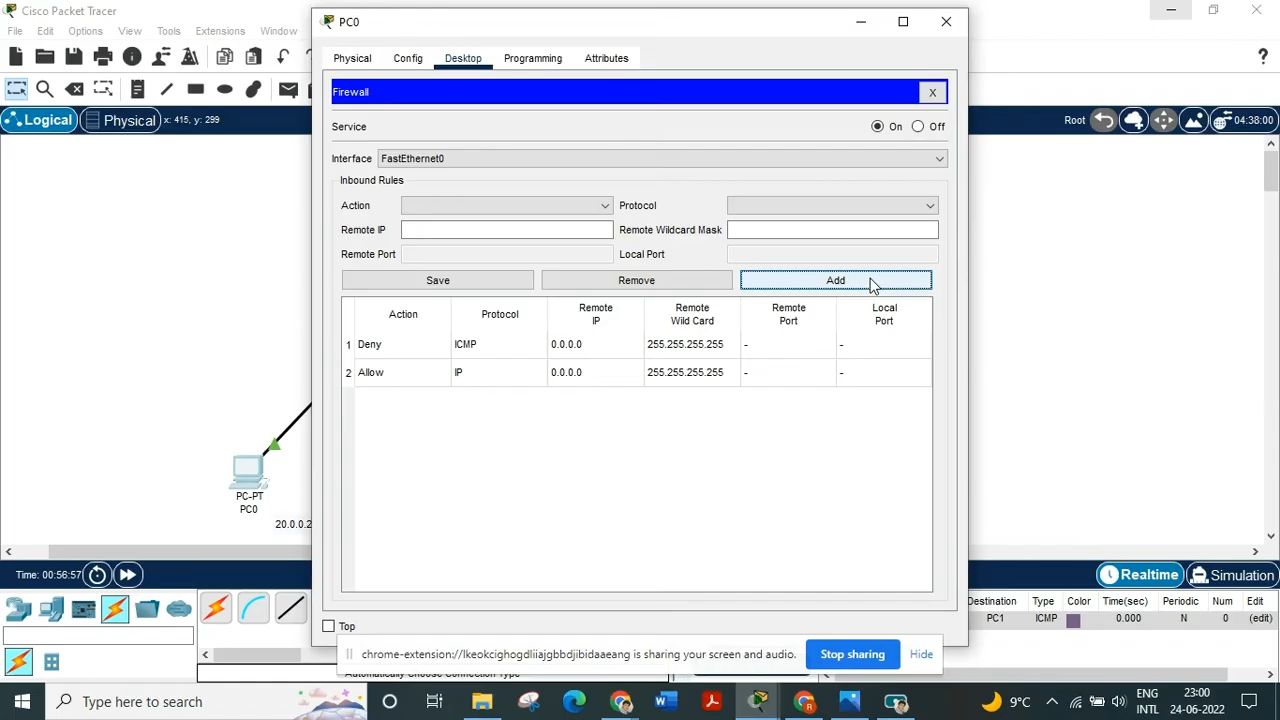 Cisco Packet Tracer
PC0
File Edit Options View Tools Extensions Window
Physical Config Desktop Programming Attributes
Firewall X
Logical Physical x: 415, y: 299
Root 04:38:00
Service On Off
Interface FastEthernet0
Inbound Rules
Action Protocol
Remote IP Remote Wildcard Mask
Remote Port Local Port
Save Remove Add
Action Protocol Remote IP Remote Wild Card Remote Port Local Port
1 Deny ICMP 0.0.0.0 255.255.255.255 - -
2 Allow IP 0.0.0.0 255.255.255.255 - -
PC-PT
PC0
20.0.0.2
Time: 00:56:57
Realtime Simulation
Destination Type Color Time(sec) Periodic Num Edit
PC1 ICMP 0.000 N 0 (edit)
Top
chrome-extension://lkeokcighogdliiajgbbdjibidaaeang is sharing your screen and audio. Stop sharing Hide
Automatically Choose Connection Type
Type here to search
9°C
ENG
INTL
23:00
24-06-2022